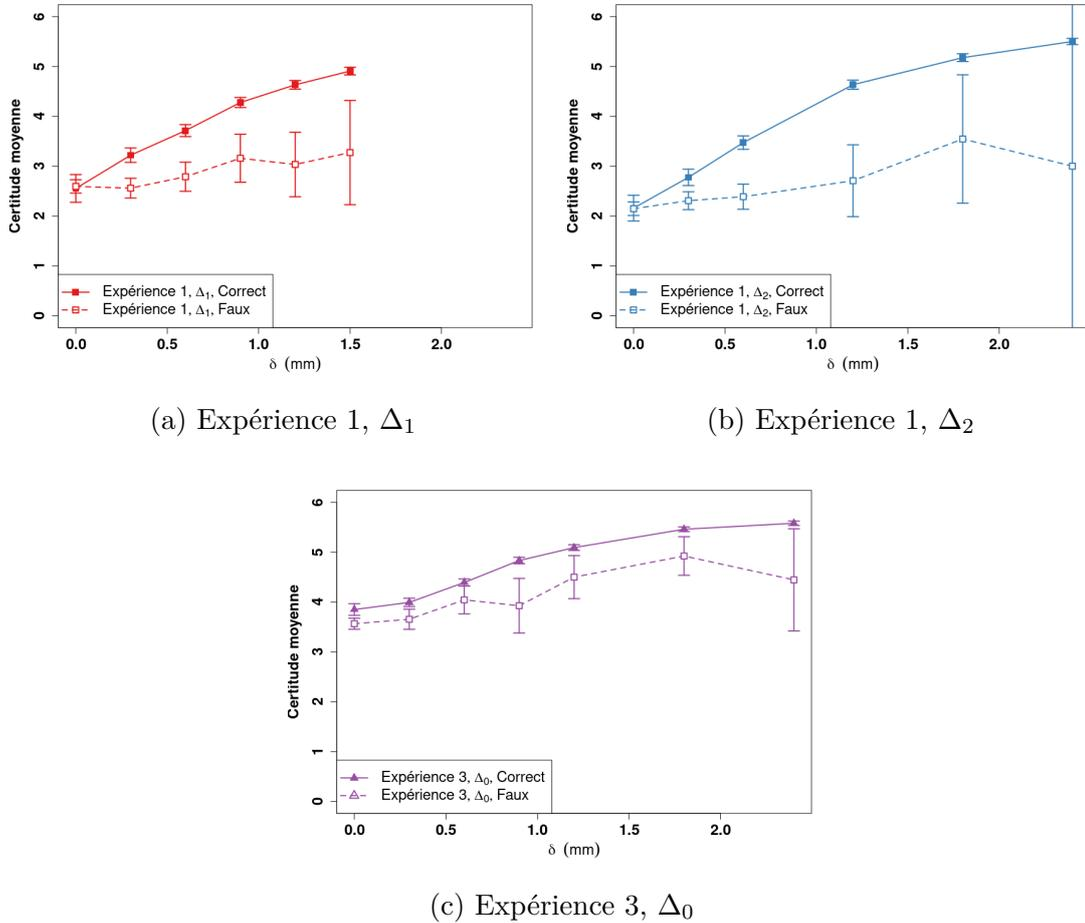 Certitude moyenne
6
5
4
3
2
1
0
Expérience 1, Δ₁, Correct
Expérience 1, Δ₁, Faux
0.0 0.5 1.0 1.5 2.0
δ (mm)
(a) Expérience 1, Δ₁
Certitude moyenne
6
5
4
3
2
1
0
Expérience 1, Δ₂, Correct
Expérience 1, Δ₂, Faux
0.0 0.5 1.0 1.5 2.0
δ (mm)
(b) Expérience 1, Δ₂
Certitude moyenne
6
5
4
3
2
1
0
Expérience 3, Δ₀, Correct
Expérience 3, Δ₀, Faux
0.0 0.5 1.0 1.5 2.0
δ (mm)
(c) Expérience 3, Δ₀